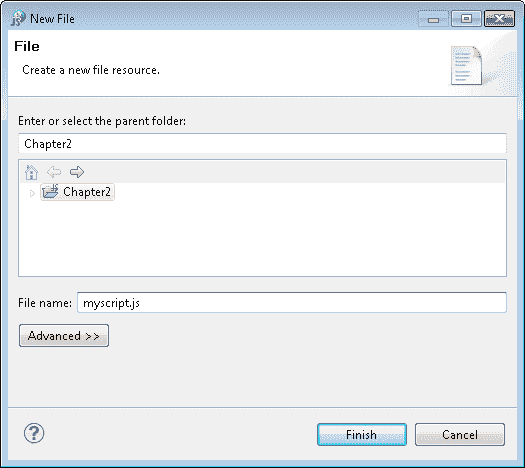 JS New File
File
Create a new file resource.
Enter or select the parent folder:
Chapter2
Chapter2
File name: myscript.js
Advanced >>
? Finish Cancel